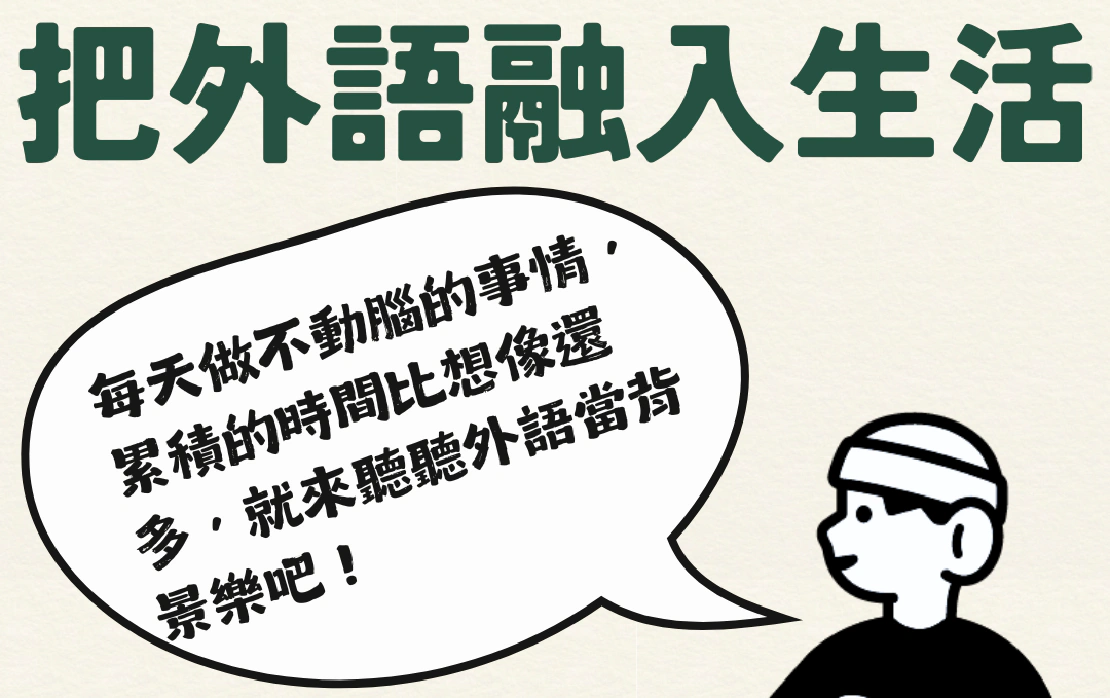 把外語融入生活
每天做不動腦的事情，
累積的時間比想像還
多，就來聽聽外語當背
景樂吧！